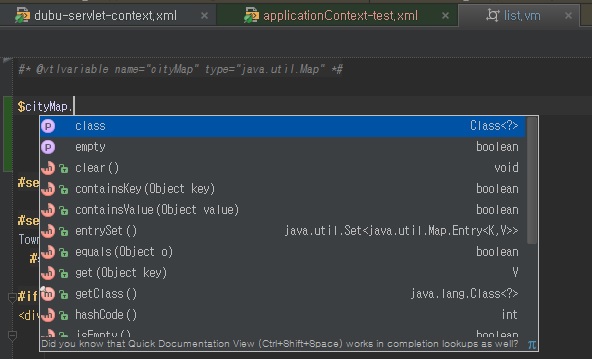 dubu-servlet-context.xml applicationContext-test.xml list.vm
#* @vtlvariable name="cityMap" type="java.util.Map" *#
$cityMap.
class Class<?>
empty boolean
clear() void
containsKey(Object key) boolean
#se
containsValue(Object value) boolean
#se
entrySet() java.util.Set<java.util.Map.Entry<K,V>>
Town
equals(Object o) boolean
#s
get(Object key) V
getClass() java.lang.Class<?>
#if
hashCode() int
<div
isEmpty() boolean
Did you know that Quick Documentation View (Ctrl+Shift+Space) works in completion lookups as well? π